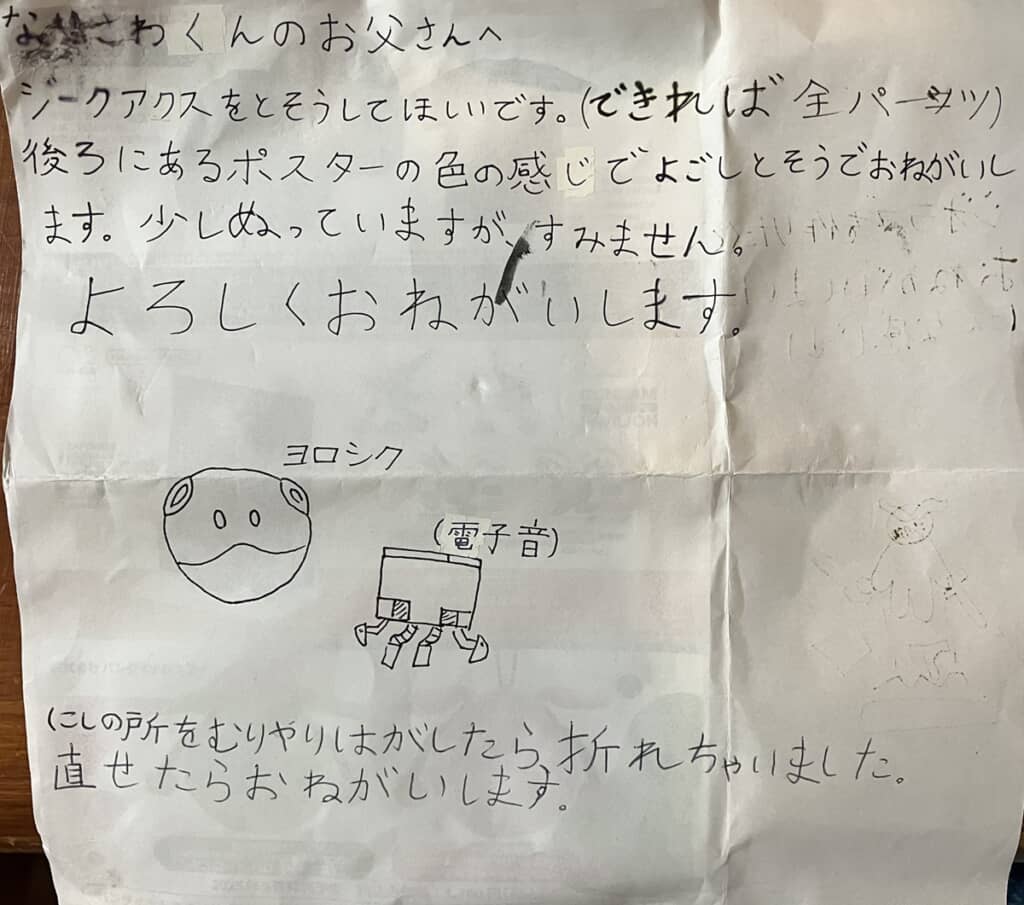 なさわくんのお父さんへ
ジークアクスをとそうしてほしいです。(できれば全パーツ)
後ろにあるポスターの色の感じでよごしとそうでおねがいし
ます。少しぬっていますが、すみません。
よろしくおねがいします。
ヨロシク
(電子音)
(こしの所をむりやりはがしたら、折れちゃいました。
直せたらおねがいします。